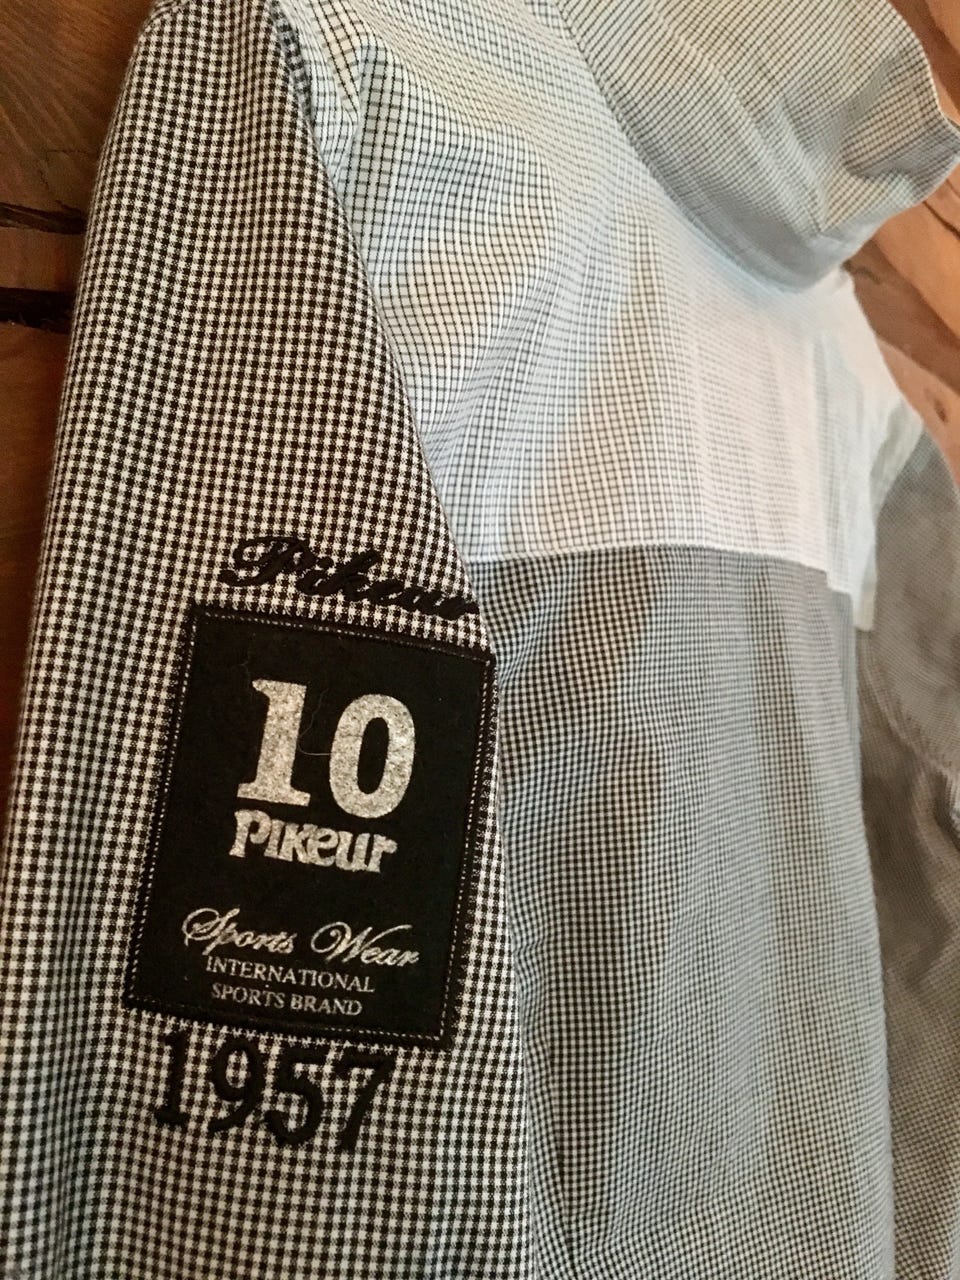 Pikeur
10
Pikeur
Sports Wear
INTERNATIONAL
SPORTS BRAND
1957